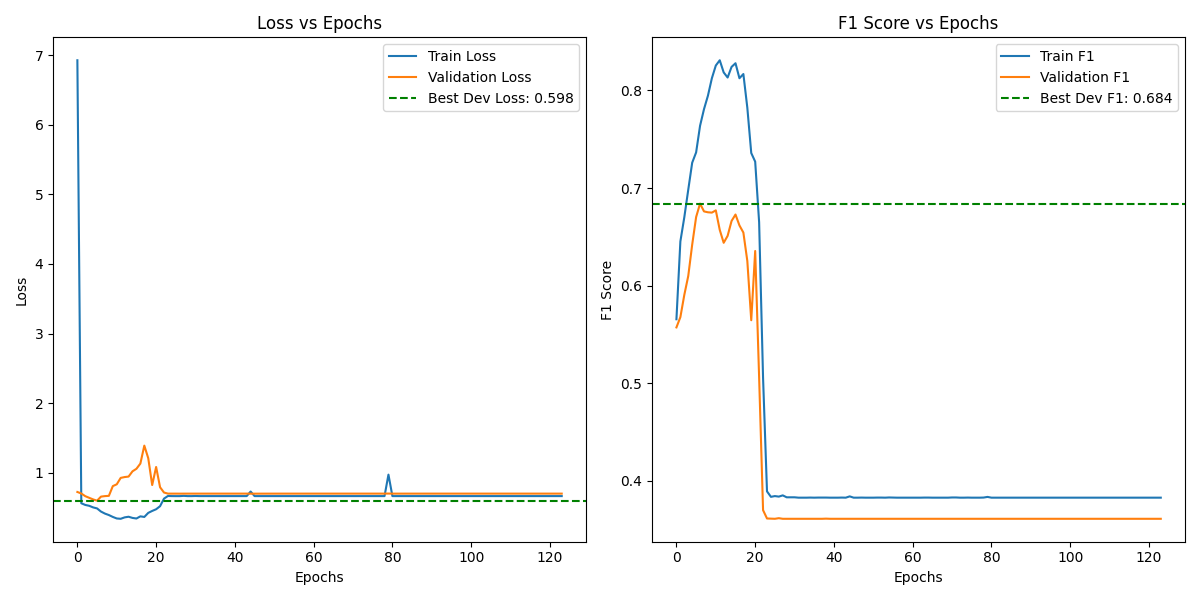 Loss vs Epochs
7
6
5
4
3
2
1
Loss
0
20
40
60
80
100
120
Epochs
Train Loss
Validation Loss
Best Dev Loss: 0.598
F1 Score vs Epochs
0.8
0.7
0.6
0.5
0.4
F1 Score
0
20
40
60
80
100
120
Epochs
Train F1
Validation F1
Best Dev F1: 0.684